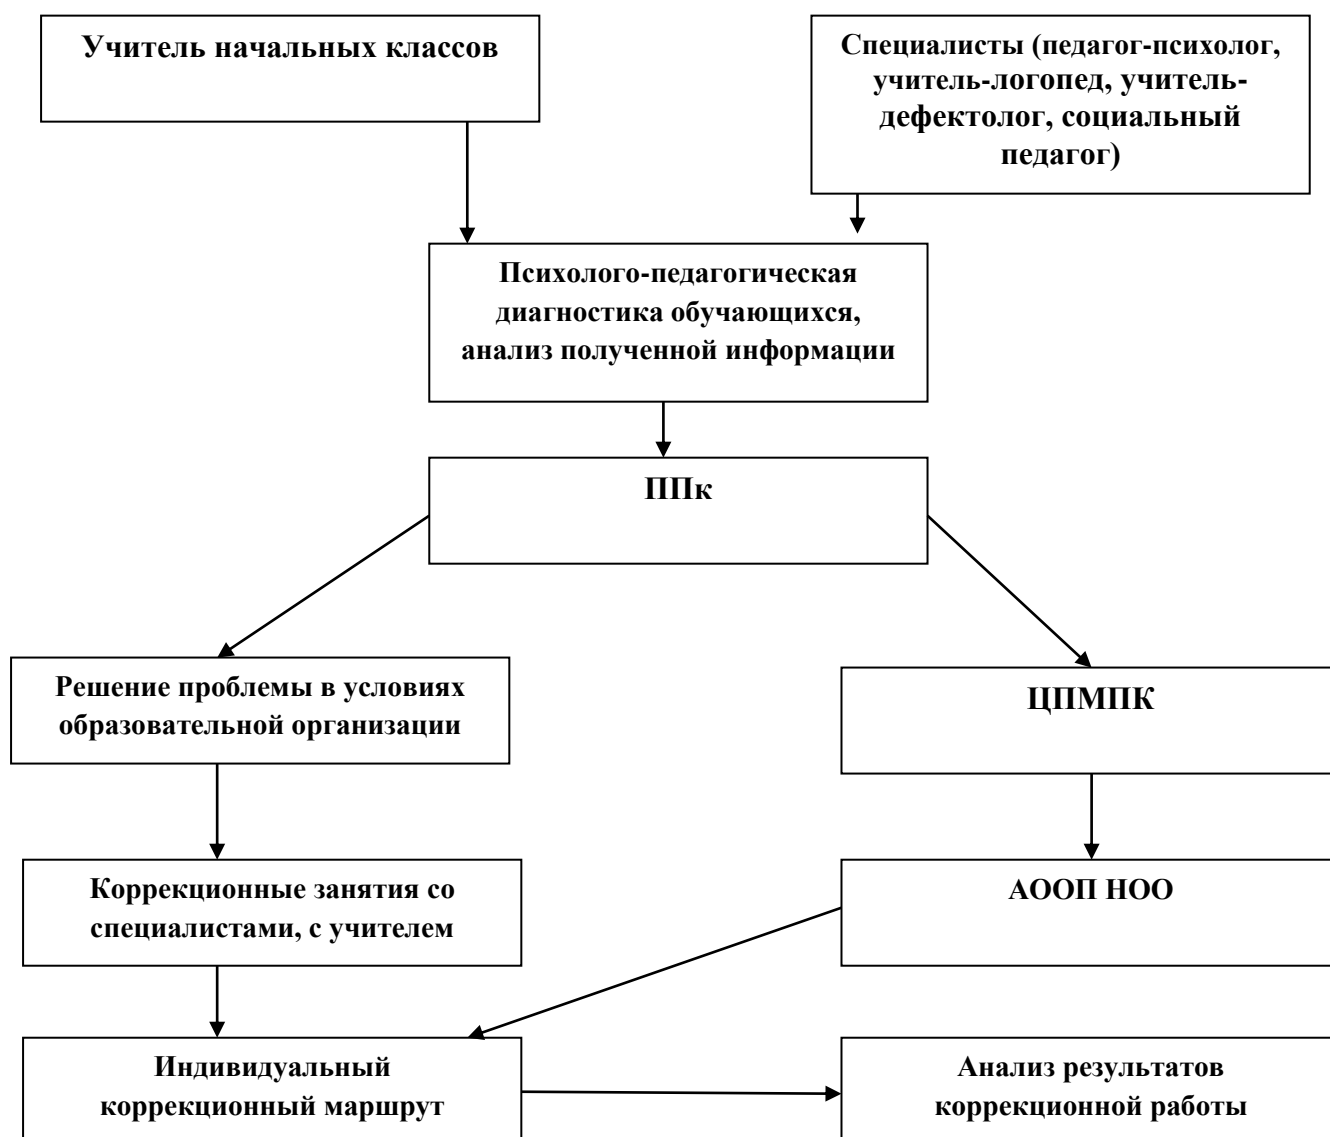 Учитель начальных классов
Специалисты (педагог-психолог,
учитель-логопед, учитель-
дефектолог, социальный
педагог)
Психолого-педагогическая
диагностика обучающихся,
анализ полученной информации
ППк
Решение проблемы в условиях
образовательной организации
ЦПМПК
Коррекционные занятия со
специалистами, с учителем
АООП НОО
Индивидуальный
коррекционный маршрут
Анализ результатов
коррекционной работы